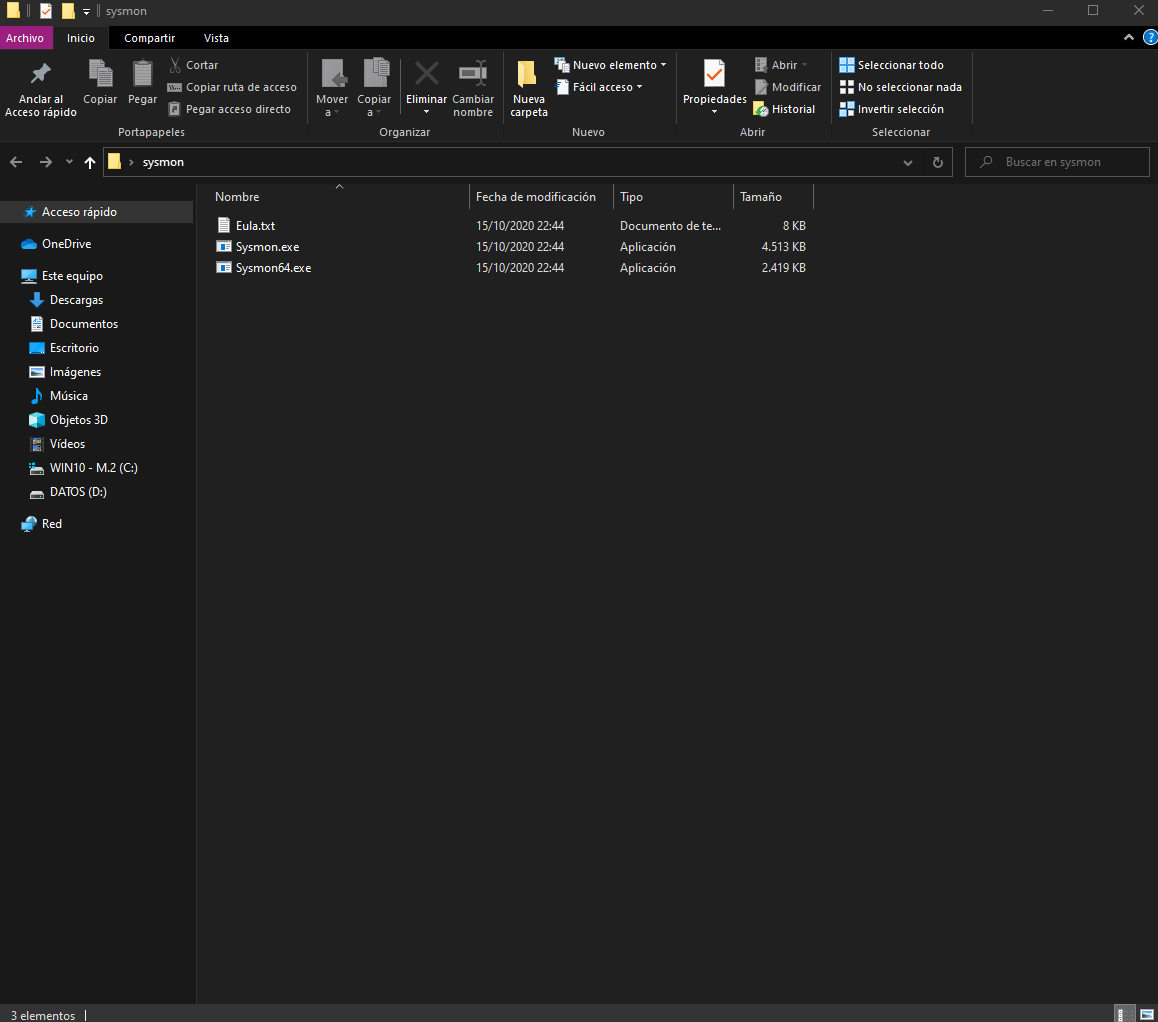 sysmon
Archivo Inicio Compartir Vista
?
Anclar al
Acceso rápido
Copiar
Pegar
Cortar
Copiar ruta de acceso
Pegar acceso directo
Portapapeles
Mover
a
Copiar
a
Eliminar
Cambiar
nombre
Organizar
Nueva
carpeta
Nuevo elemento
Fácil acceso
Nuevo
Propiedades
Abrir
Modificar
Historial
Abrir
Seleccionar todo
No seleccionar nada
Invertir selección
Seleccionar
sysmon
Buscar en sysmon
Acceso rápido
OneDrive
Este equipo
Descargas
Documentos
Escritorio
Imágenes
Música
Objetos 3D
Vídeos
WIN10 - M.2 (C:)
DATOS (D:)
Red
Nombre Fecha de modificación Tipo Tamaño
Eula.txt 15/10/2020 22:44 Documento de te... 8 KB
Sysmon.exe 15/10/2020 22:44 Aplicación 4.513 KB
Sysmon64.exe 15/10/2020 22:44 Aplicación 2.419 KB
3 elementos